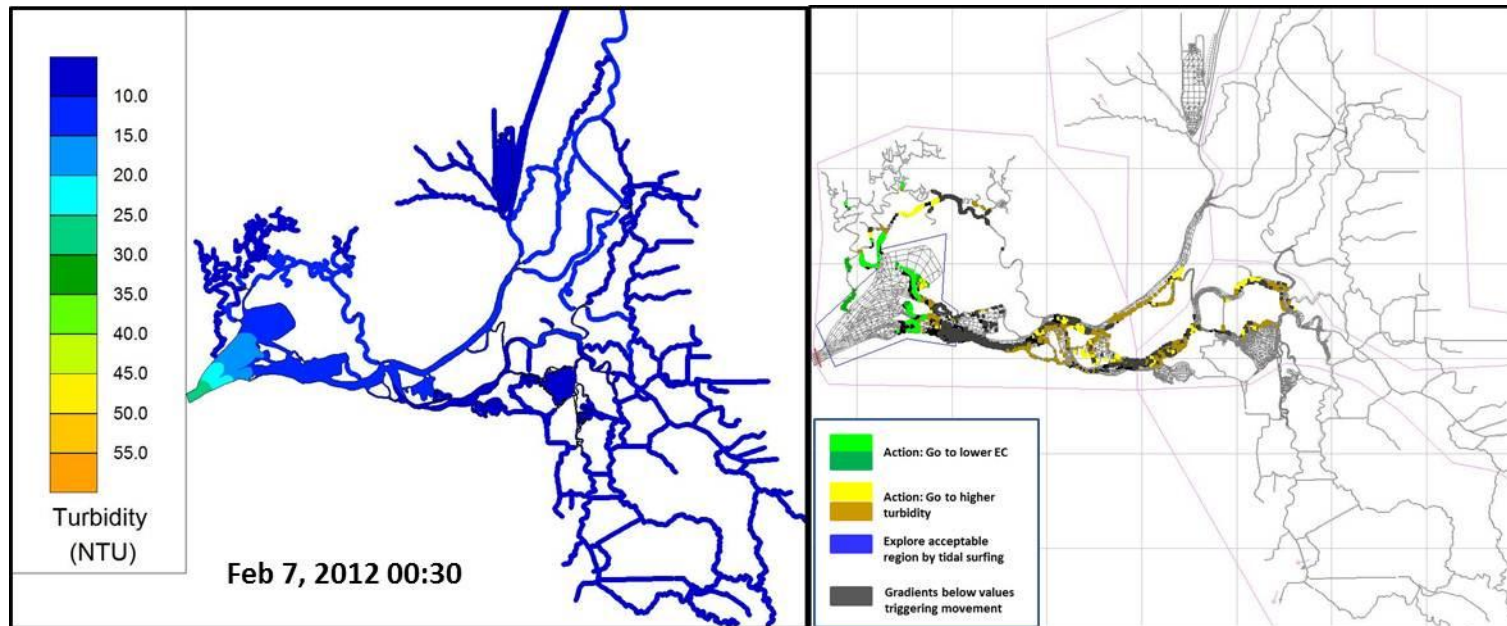 10.0
15.0
20.0
25.0
30.0
35.0
40.0
45.0
50.0
55.0
Turbidity
(NTU)
Feb 7, 2012 00:30
Action: Go to lower EC
Action: Go to higher
turbidity
Explore acceptable
region by tidal surfing
Gradients below values
triggering movement